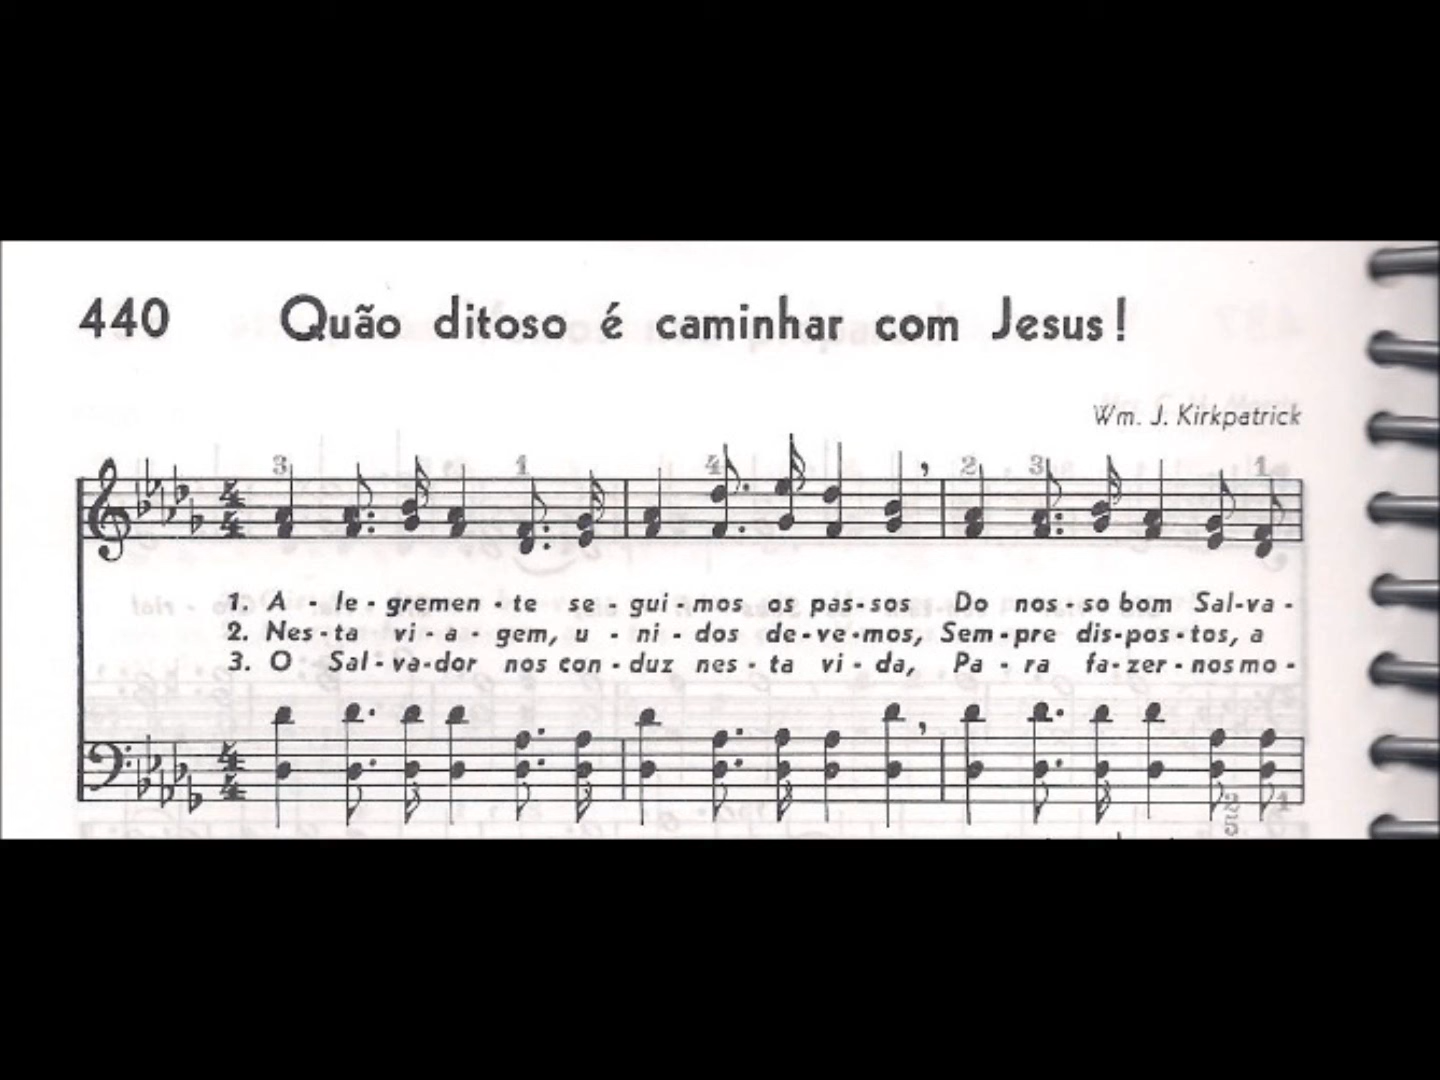 440 Quão ditoso é caminhar com Jesus!
Wm. J. Kirkpatrick
3 1 4 2 3 1
1. A - le - gremen - te se - gui - mos os pas - sos Do nos - so bom Sal - va -
2. Nes - ta vi - a - gem, u - ni - dos de - ve - mos, Sem - pre dis - pos - tos, a
3. O Sal - va - dor nos con - duz nes - ta vi - da, Pa - ra fa - zer - nos mo -
2 1
5